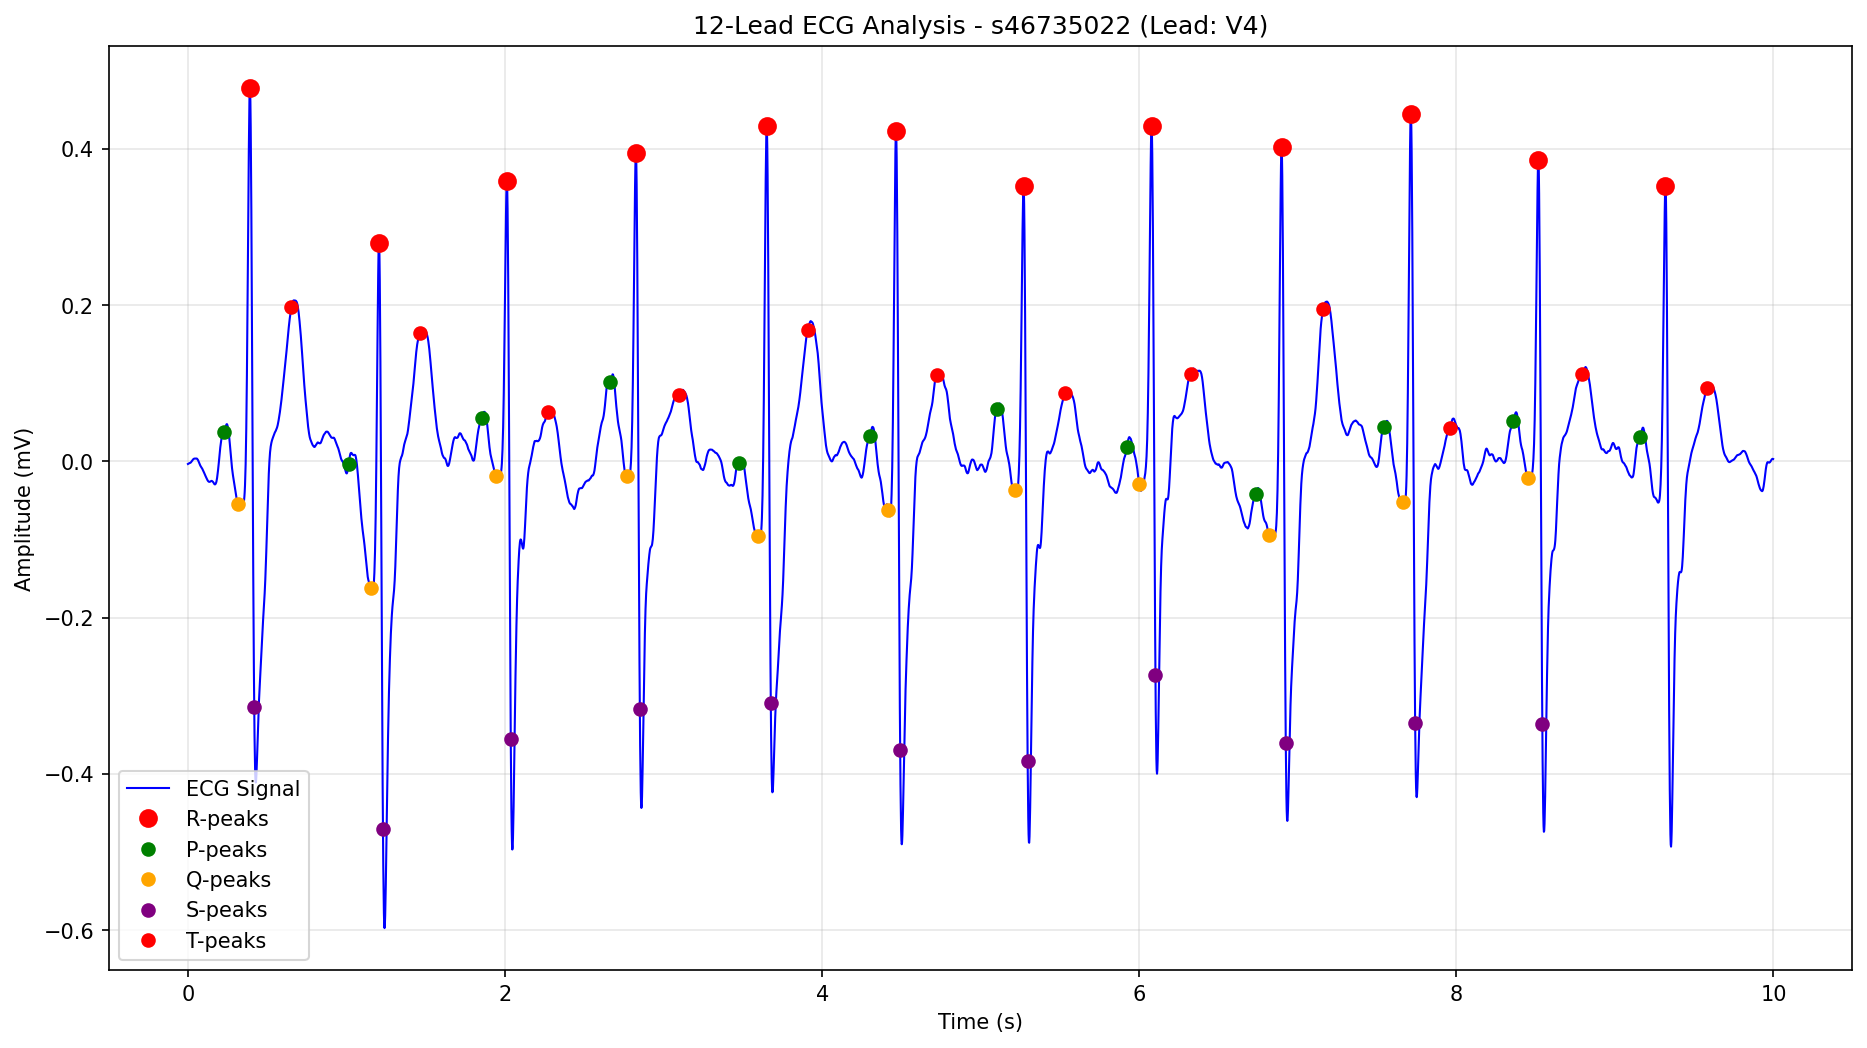 12-Lead ECG Analysis - s46735022 (Lead: V4)
Amplitude (mV)
0.4
0.2
0.0
−0.2
−0.4
−0.6
ECG Signal
R-peaks
P-peaks
Q-peaks
S-peaks
T-peaks
0 2 4 6 8 10
Time (s)